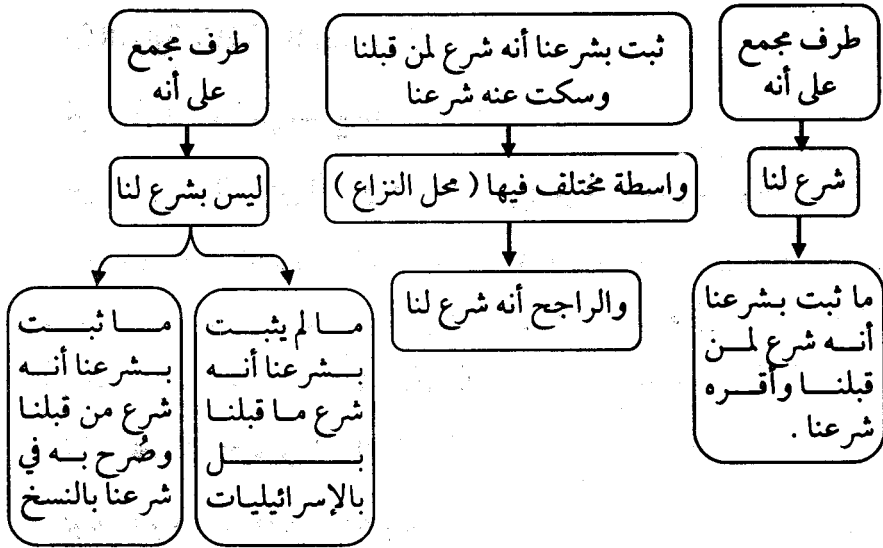 طرف مجمع
على أنه
شرع لنا
ما ثبت بشرعنا
أنه شرع لمن
قبلنا وأقره
شرعنا .
ثبت بشرعنا أنه شرع لمن قبلنا
وسكت عنه شرعنا
واسطة مختلف فيها ( محل النزاع )
والراجح أنه شرع لنا
طرف مجمع
على أنه
ليس بشرع لنا
ما لم يثبت
بشرعنا أنه
شرع ما قبلنا
بل
بالإسرائيليات
ما ثبت
بشرعنا أنه
شرع من قبلنا
وصُرح به في
شرعنا بالنسخ